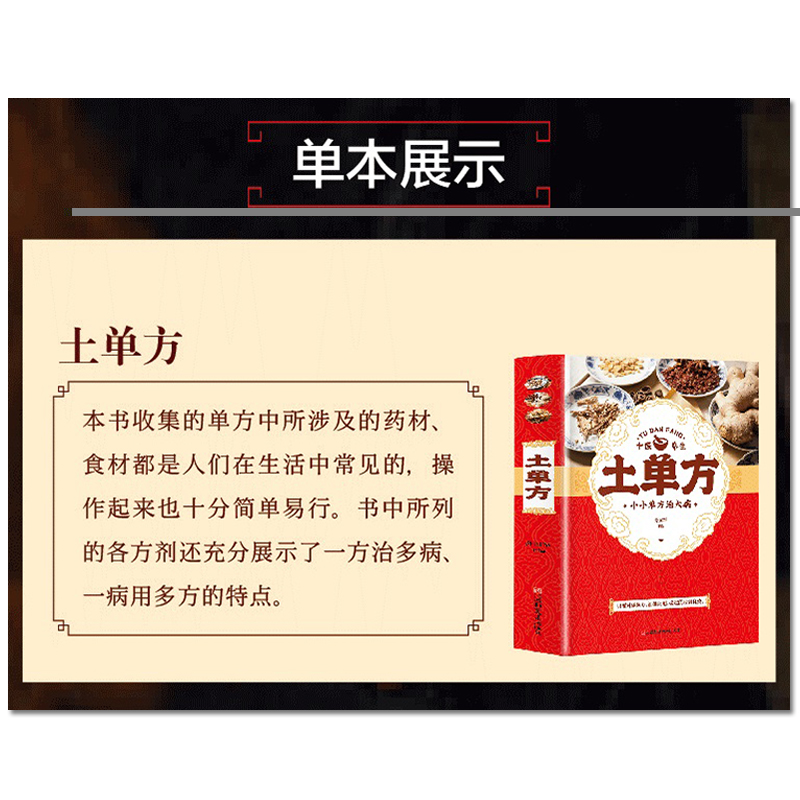 单本展示
土单方
本书收集的单方中所涉及的药材、
食材都是人们在生活中常见的，操
作起来也十分简单易行。书中所列
的各方剂还充分展示了一方治多病、
一病用多方的特点。
土单方
TU DAN FANG
土单方
小小单方治大病